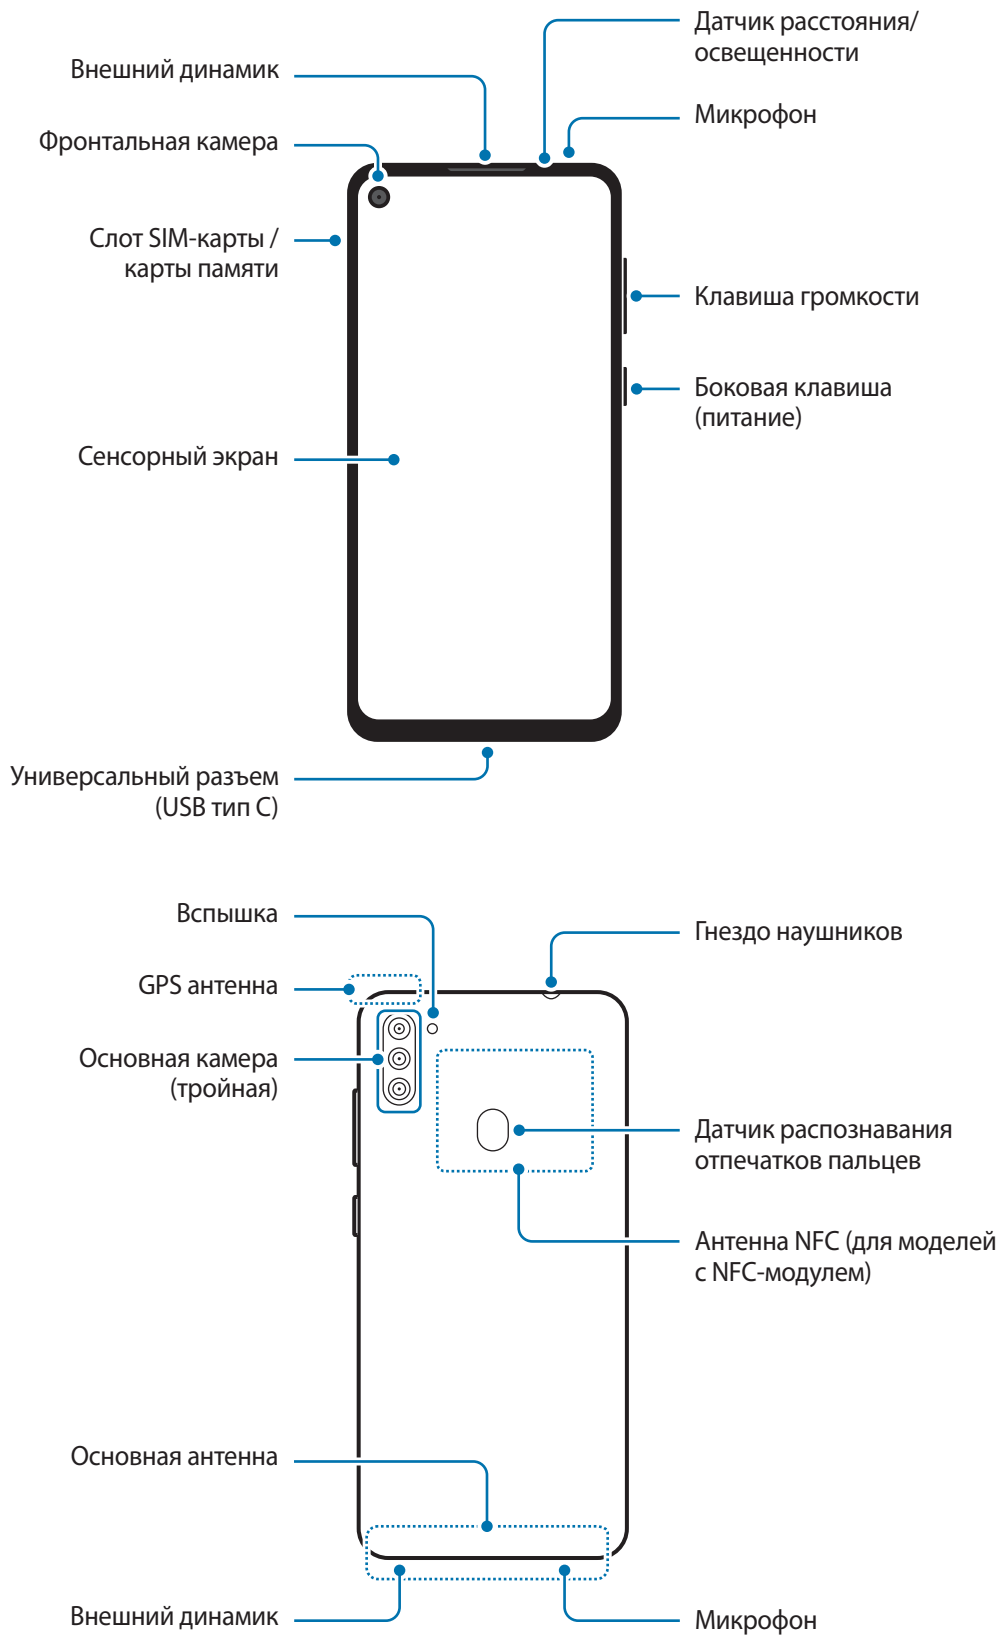 Датчик расстояния/
освещенности
Внешний динамик
Микрофон
Фронтальная камера
Слот SIM-карты /
карты памяти
Клавиша громкости
Боковая клавиша
(питание)
Сенсорный экран
Универсальный разъем
(USB тип C)
Вспышка
Гнездо наушников
GPS антенна
Основная камера
(тройная)
Датчик распознавания
отпечатков пальцев
Антенна NFC (для моделей
с NFC-модулем)
Основная антенна
Внешний динамик
Микрофон